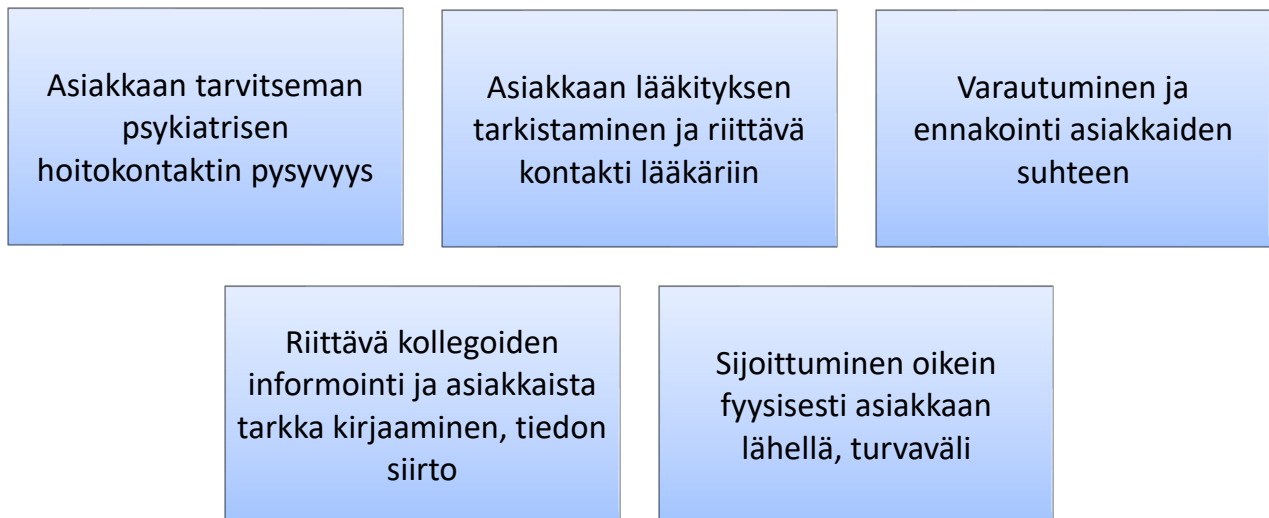 Asiakkaan tarvitseman
psykiatrisen
hoitokontaktin pysyvyys
Asiakkaan lääkityksen
tarkistaminen ja riittävä
kontakti lääkäriin
Varautuminen ja
ennakointi asiakkaiden
suhteen
Riittävä kollegoiden
informointi ja asiakkaista
tarkka kirjaaminen, tiedon
siirto
Sijoittuminen oikein
fyysisesti asiakkaan
lähellä, turvaväli